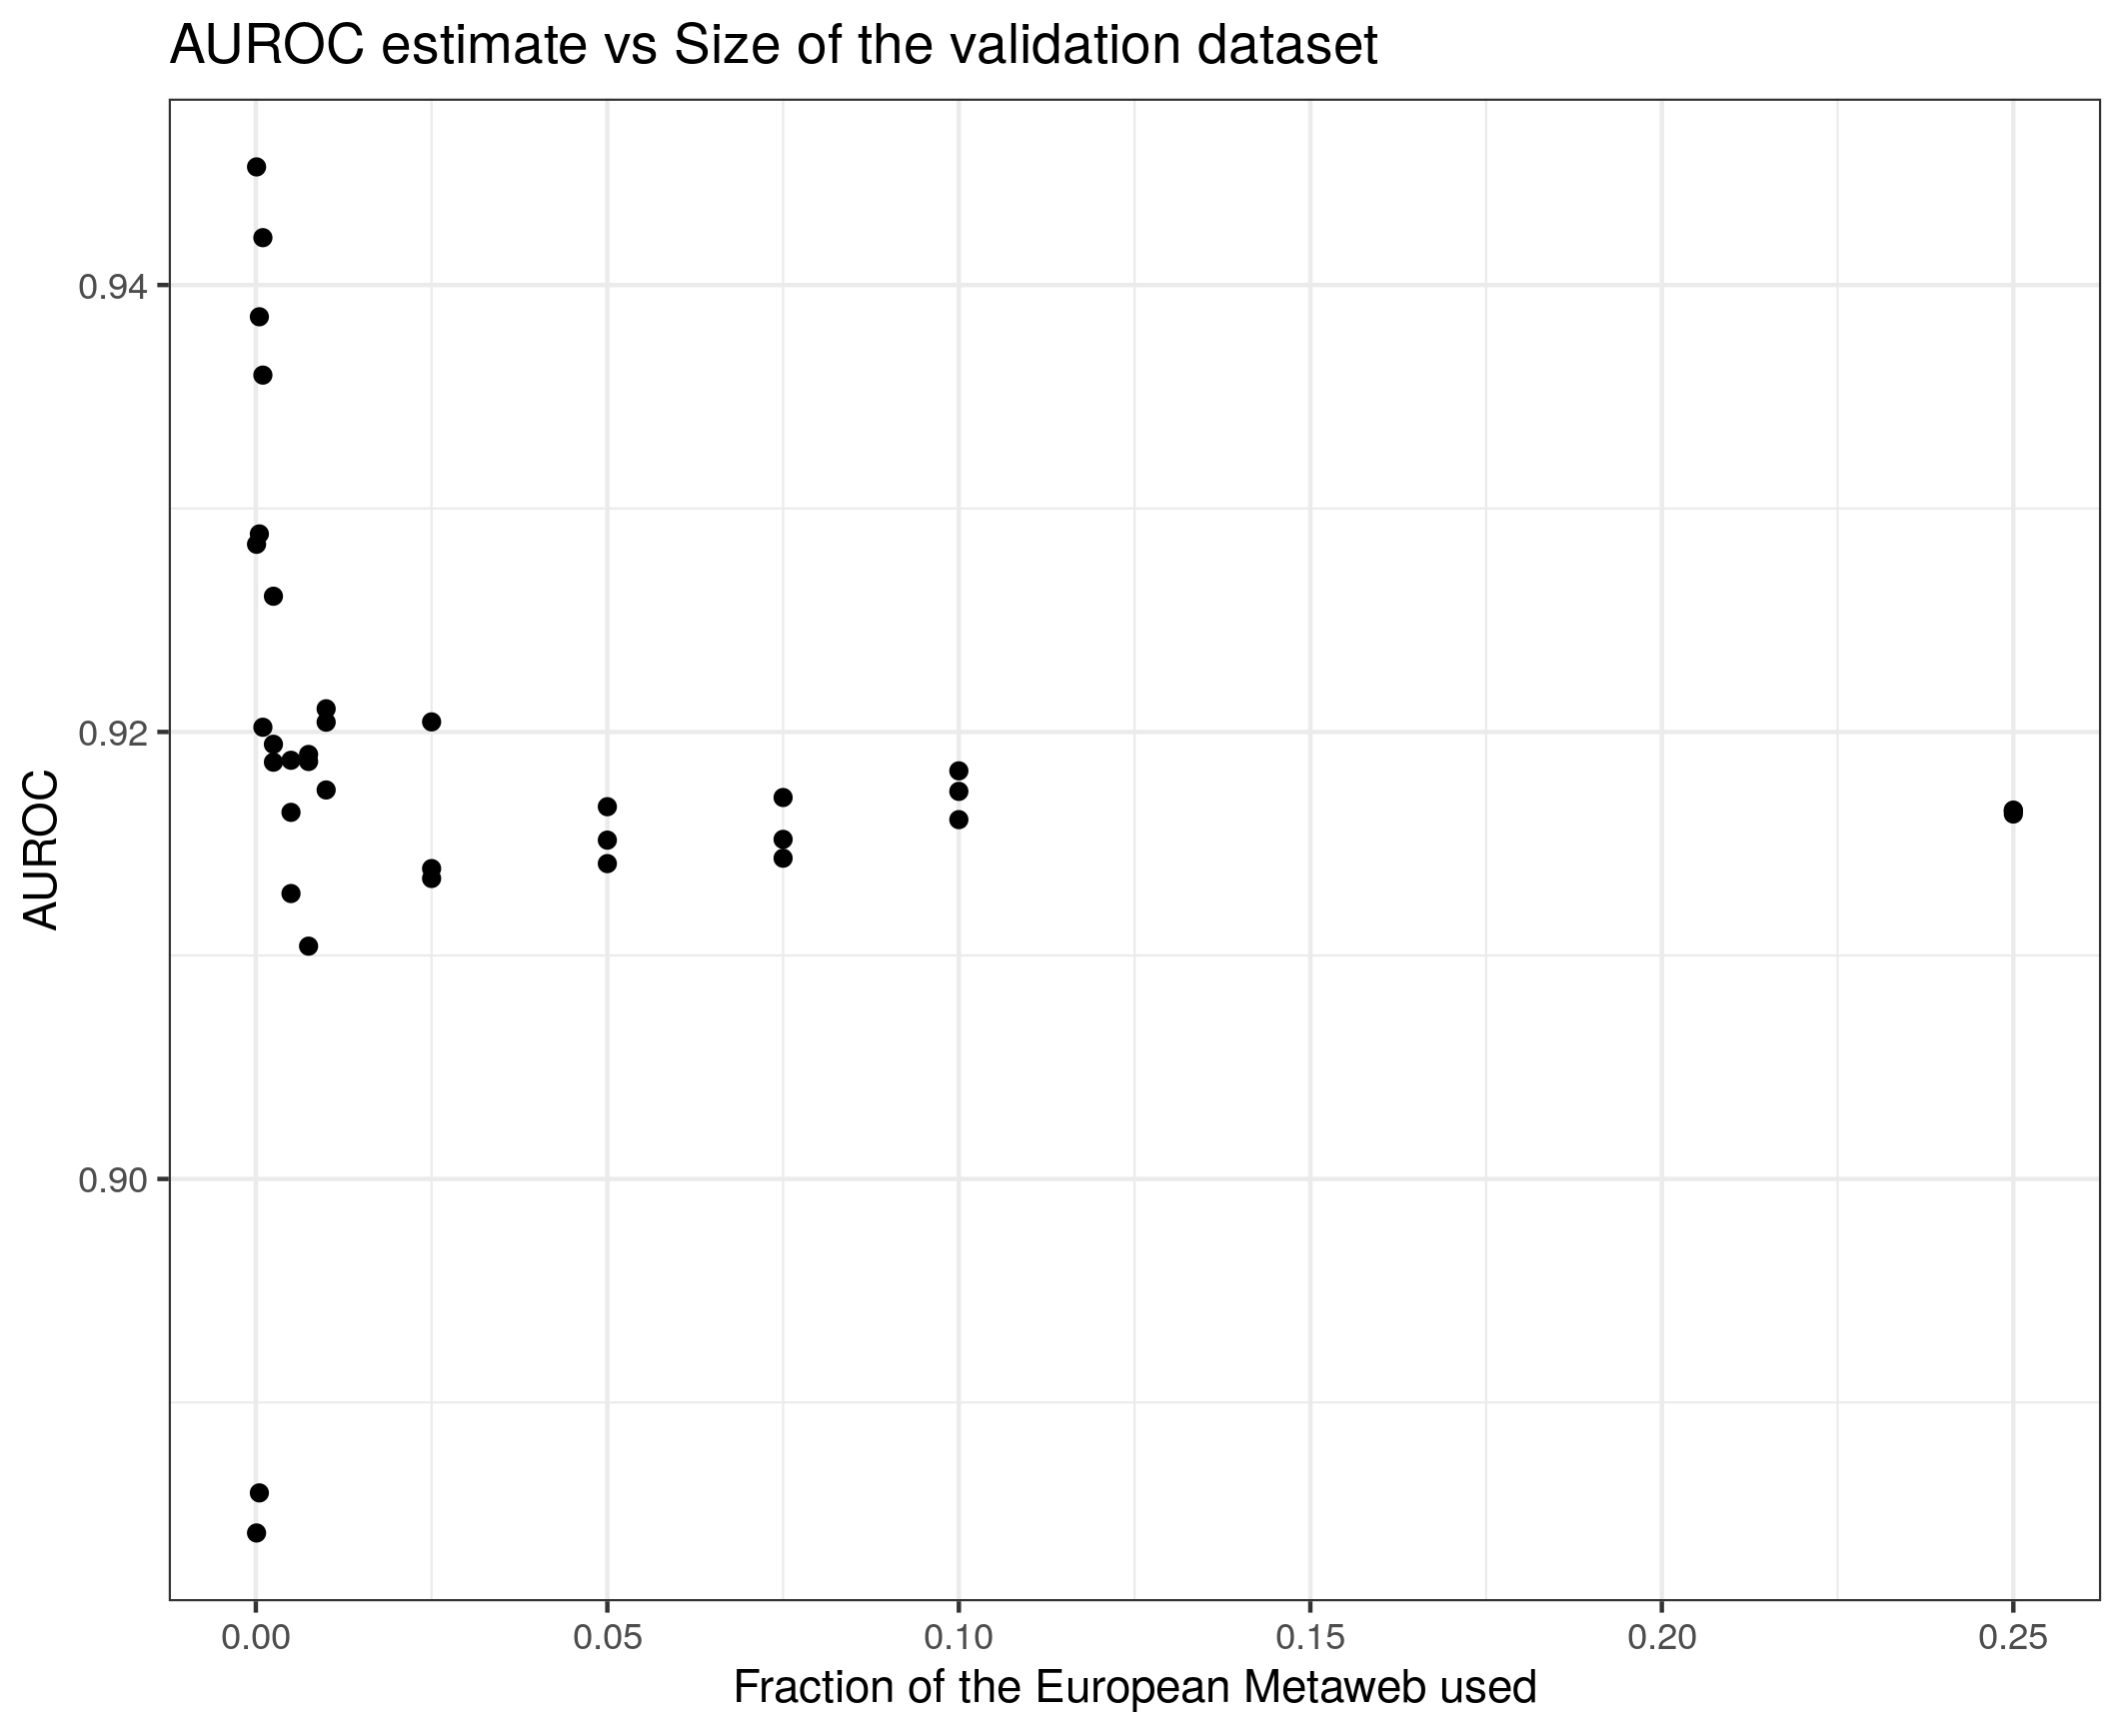 AUROC estimate vs Size of the validation dataset
AUROC
0.94
0.92
0.90
0.00 0.05 0.10 0.15 0.20 0.25
Fraction of the European Metaweb used